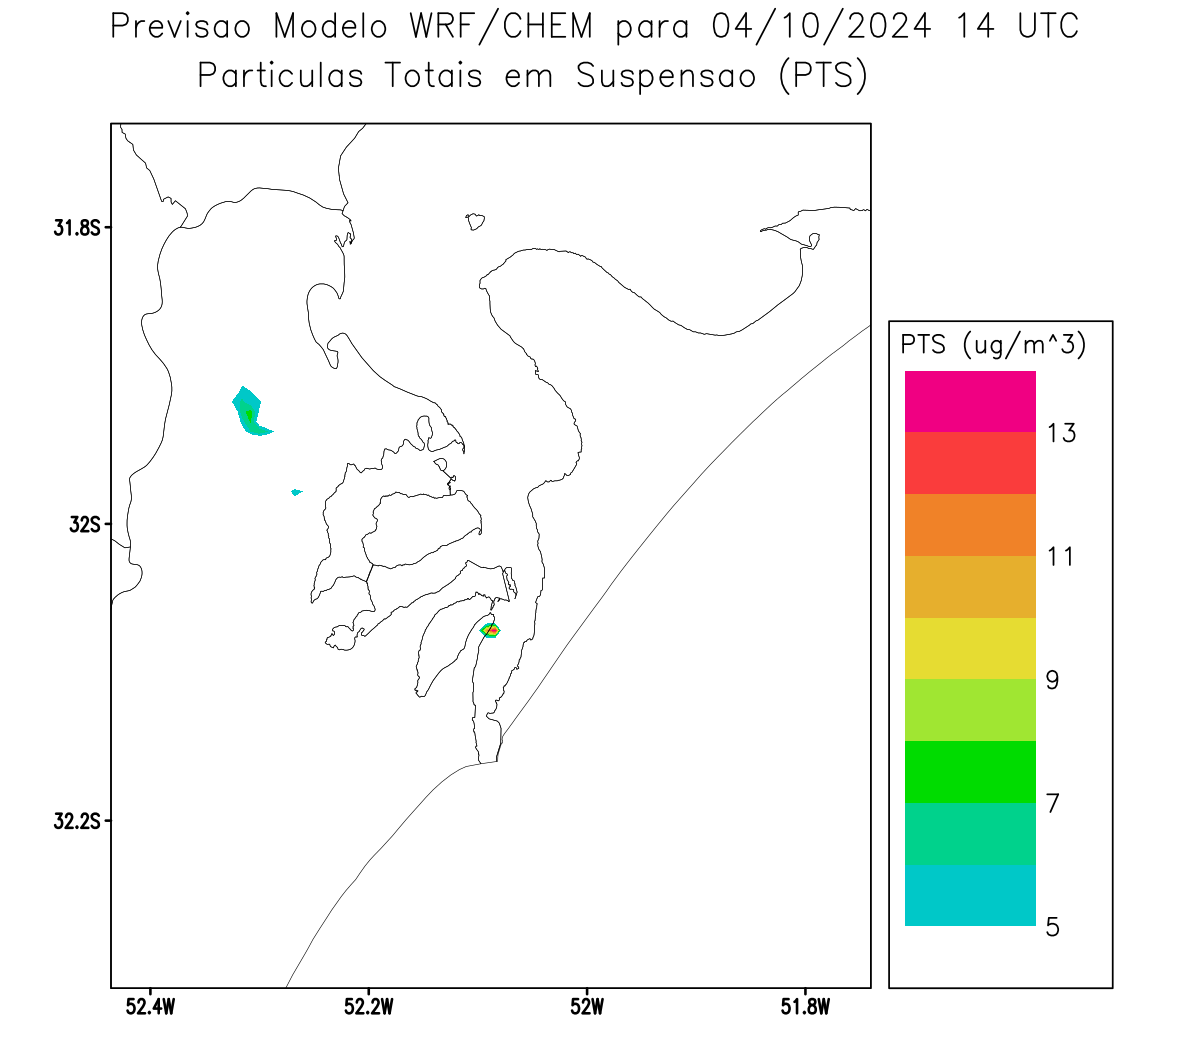 Previsao Modelo WRF/CHEM para 04/10/2024 14 UTC
Particulas Totais em Suspensao (PTS)
31.8S
32S
32.2S
52.4W
52.2W
52W
51.8W
PTS (ug/m^3)
13
11
9
7
5